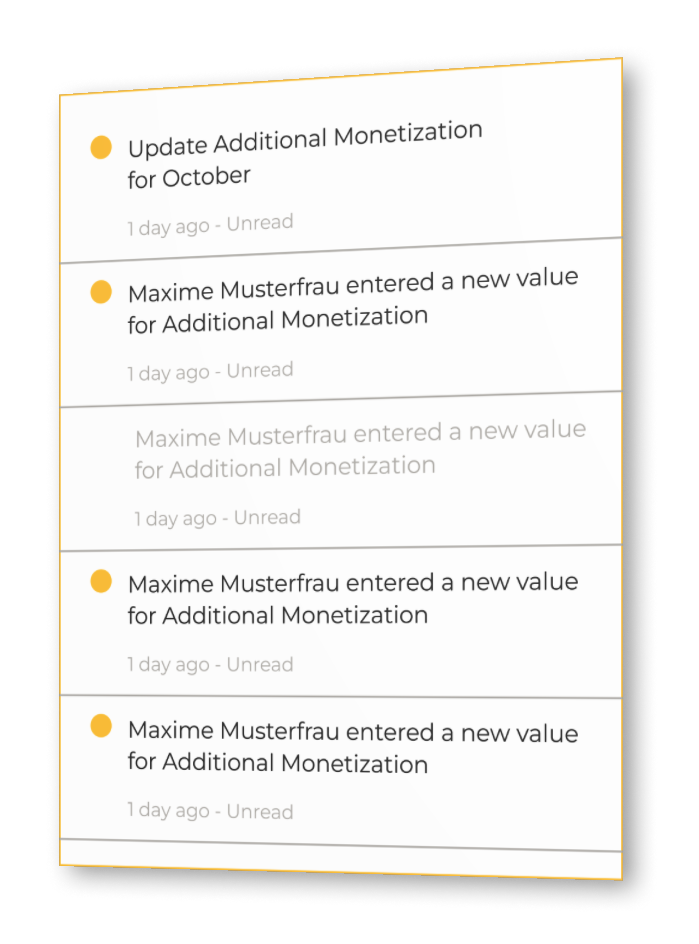 Update Additional Monetization
for October
1 day ago - Unread
Maxime Musterfrau entered a new value
for Additional Monetization
1 day ago - Unread
Maxime Musterfrau entered a new value
for Additional Monetization
1 day ago - Unread
Maxime Musterfrau entered a new value
for Additional Monetization
1 day ago - Unread
Maxime Musterfrau entered a new value
for Additional Monetization
1 day ago - Unread